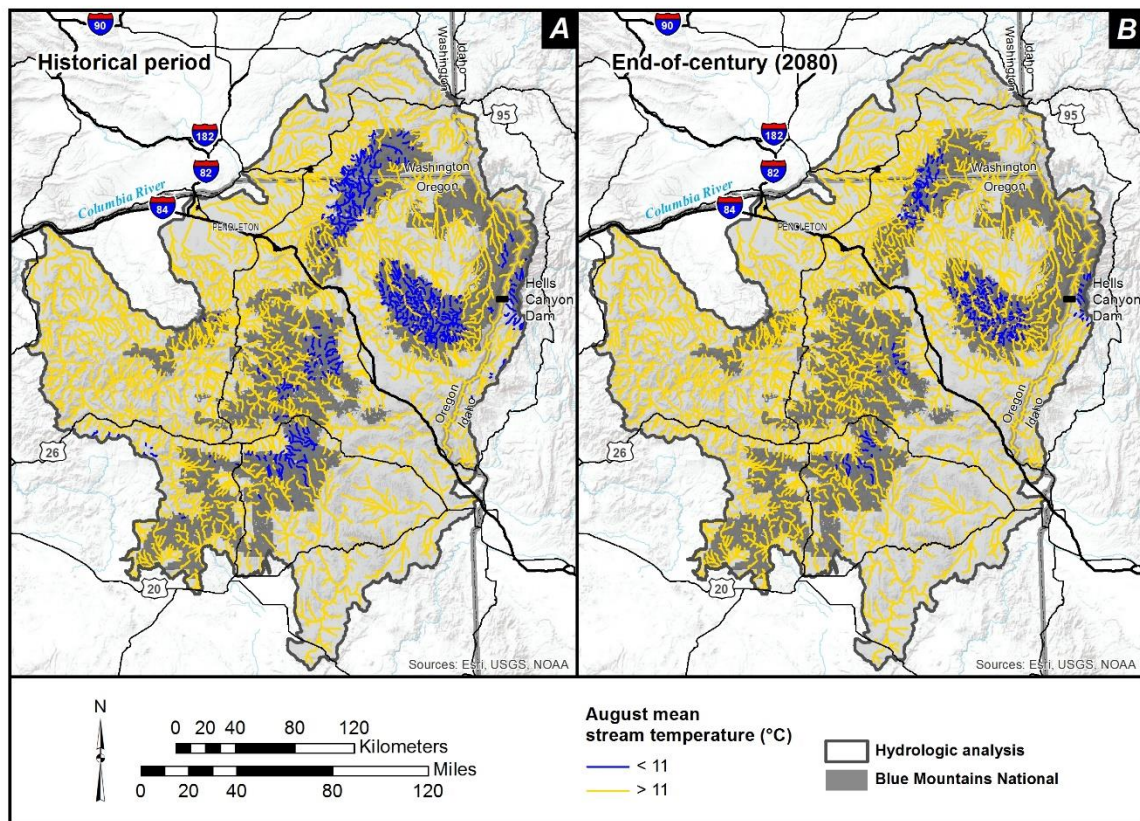 A
90
Historical period
Washington
Idaho
95
182
82
Washington
Oregon
Columbia River
84
PENDLETON
Hells
Canyon
Dam
Oregon
Idaho
26
20
Sources: Esri, USGS, NOAA
B
90
End-of-century (2080)
Washington
Idaho
95
182
82
Washington
Oregon
Columbia River
84
PENDLETON
Hells
Canyon
Dam
Oregon
Idaho
26
20
Sources: Esri, USGS, NOAA
N
0 20 40 80 120
Kilometers
Miles
0 20 40 80 120
August mean
stream temperature (°C)
< 11
> 11
Hydrologic analysis
Blue Mountains National